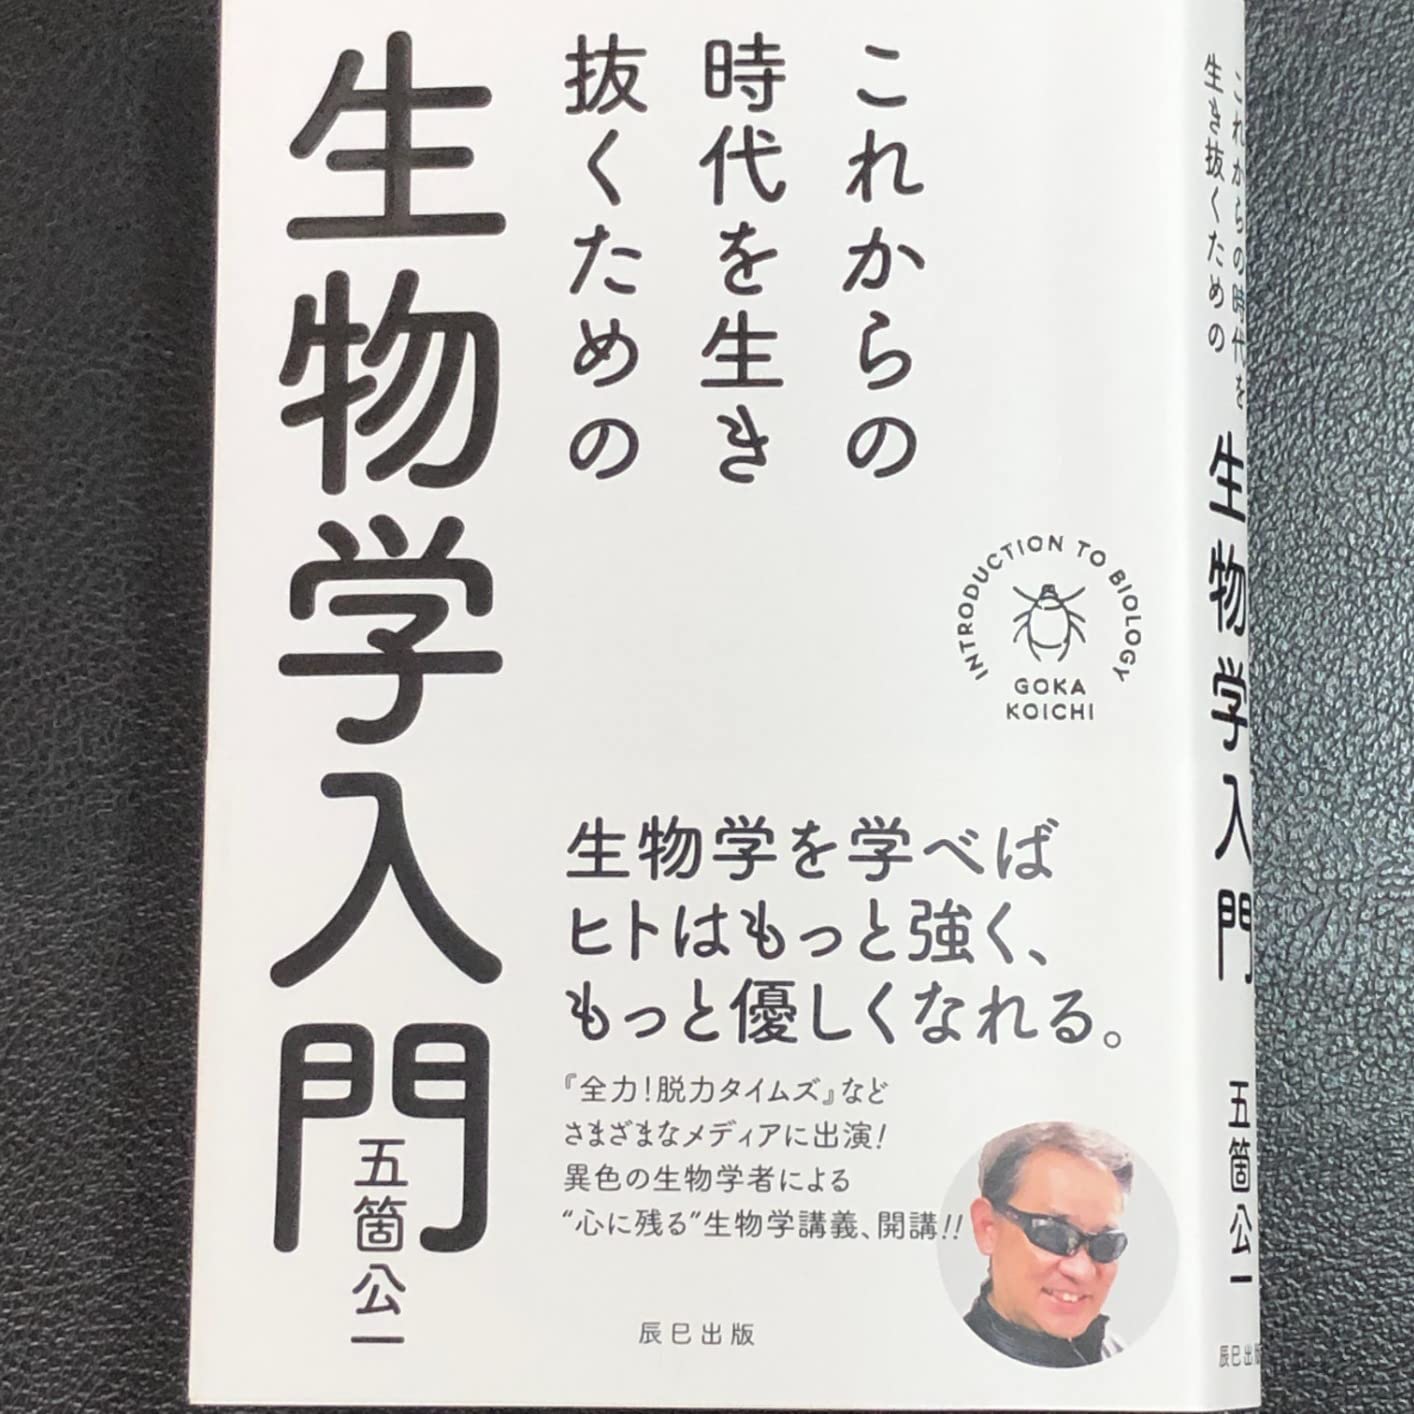 これからの
時代を生き
抜くための
生物学入門
五箇公一
INTRODUCTION TO BIOLOGY
GOKA
KOICHI
生物学を学べば
ヒトはもっと強く、
もっと優しくなれる。
『全力!脱力タイムズ』など
さまざまなメディアに出演!
異色の生物学者による
“心に残る”生物学講義、開講!!
辰巳出版
これからの時代を
生き抜くための
生物学入門
五箇公一
辰巳出版